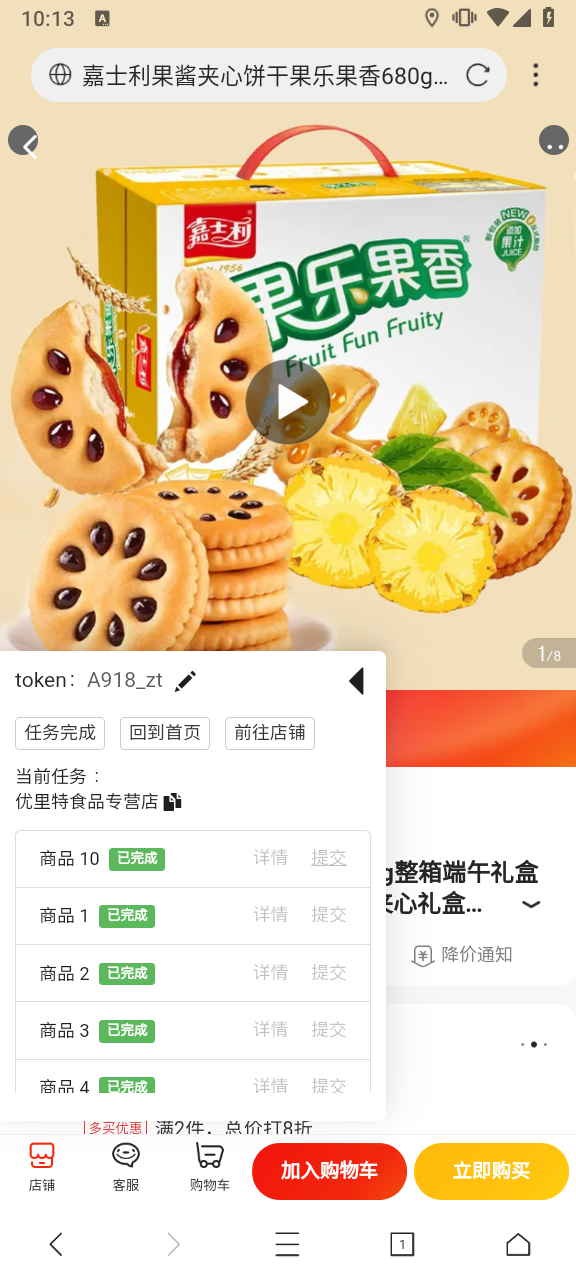 10:13
A
嘉士利果酱夹心饼干果乐果香680g...
嘉士利
1956
果乐果香
Fruit Fun Fruity
NEW
添加
果汁
JUICE
1/8
token： A918_zt
任务完成 回到首页 前往店铺
当前任务：
优里特食品专营店
商品 10 已完成 详情 提交
商品 1 已完成 详情 提交
商品 2 已完成 详情 提交
商品 3 已完成 详情 提交
商品 4 已完成 详情 提交
g整箱端午礼盒
夹心礼盒...
降价通知
多买优惠 满2件，总价打8折
店铺 客服 购物车 加入购物车 立即购买
1